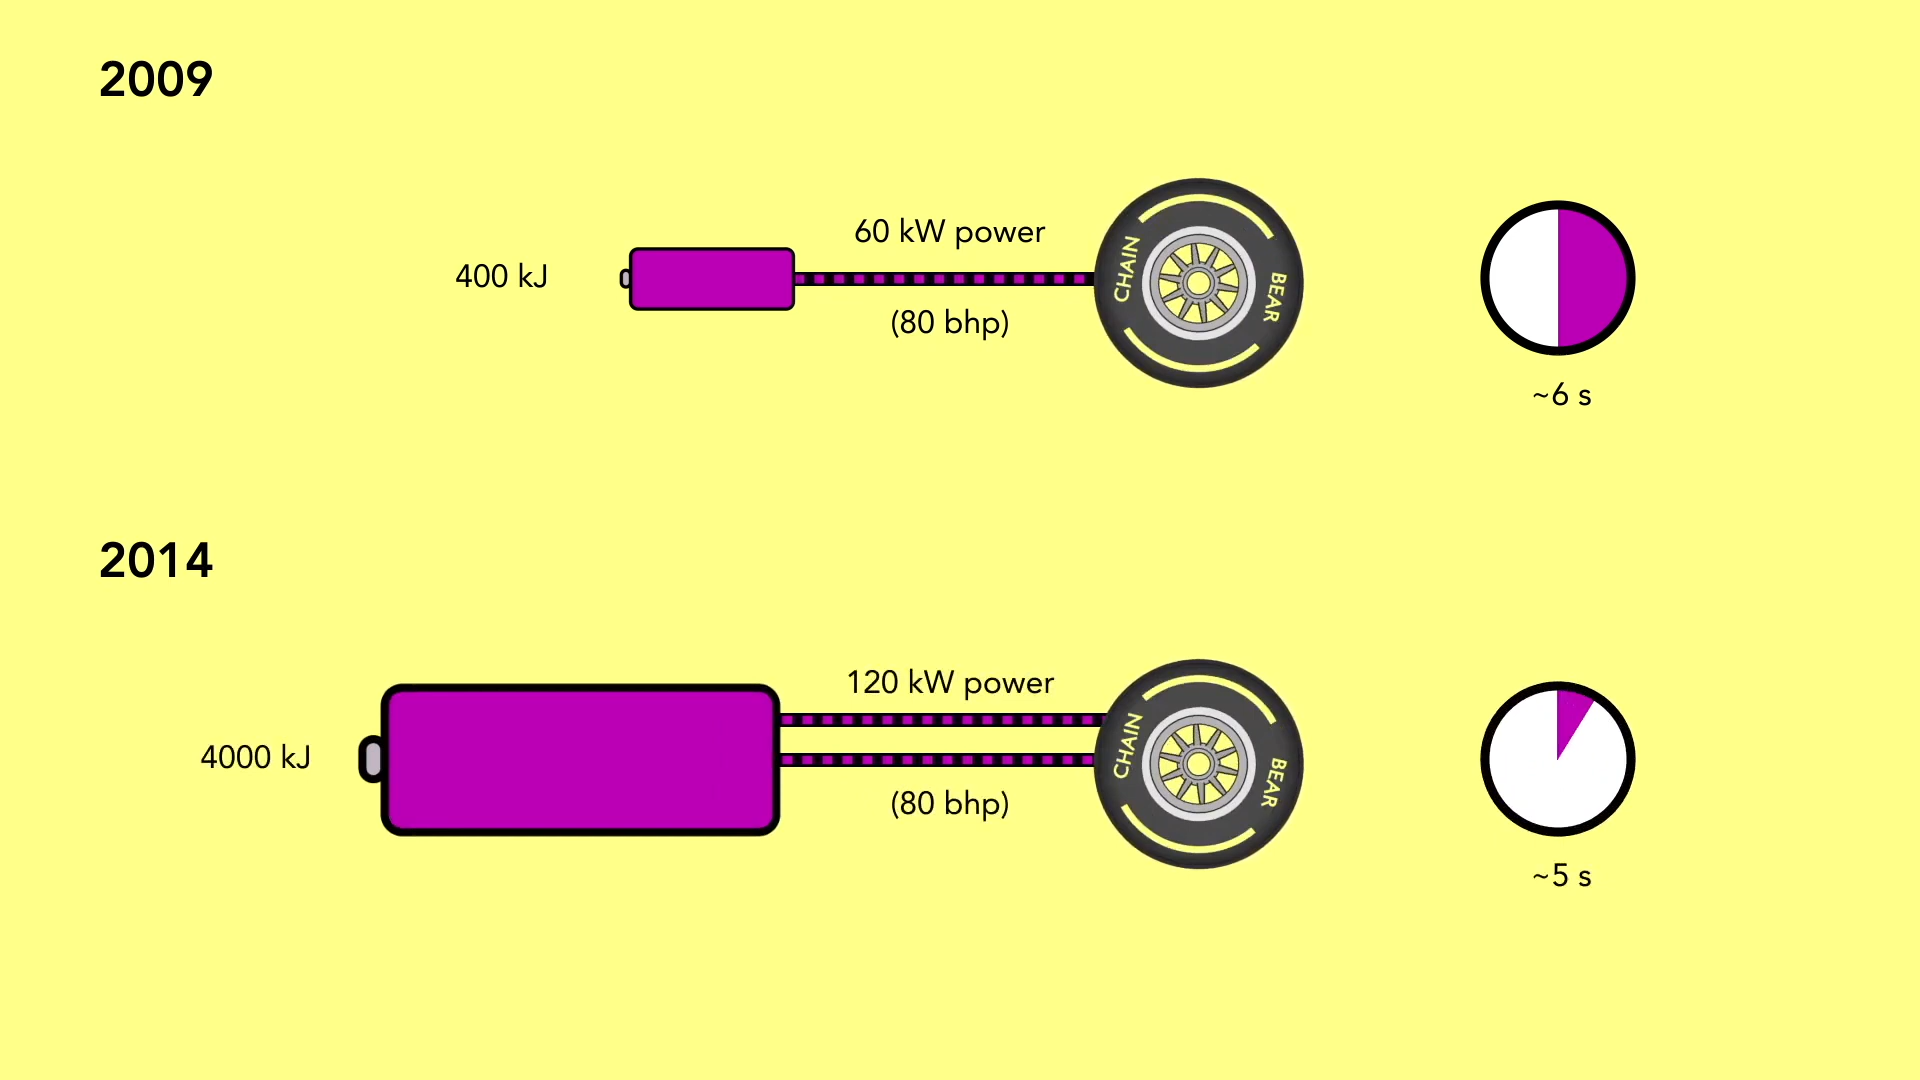 2009
400 kJ
60 kW power
(80 bhp)
CHAIN
BEAR
~6 s
2014
4000 kJ
120 kW power
(80 bhp)
CHAIN
BEAR
~5 s